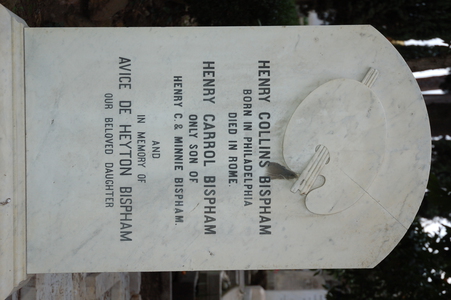 HENRY COLLINS BISPHAM
BORN IN PHILADELPHIA
DIED IN ROME.
HENRY CARROL BISPHAM
ONLY SON OF
HENRY C. & MINNIE BISPHAM.
AND
IN MEMORY OF
AVICE DE HEYTON BISPHAM
OUR BELOVED DAUGHTER